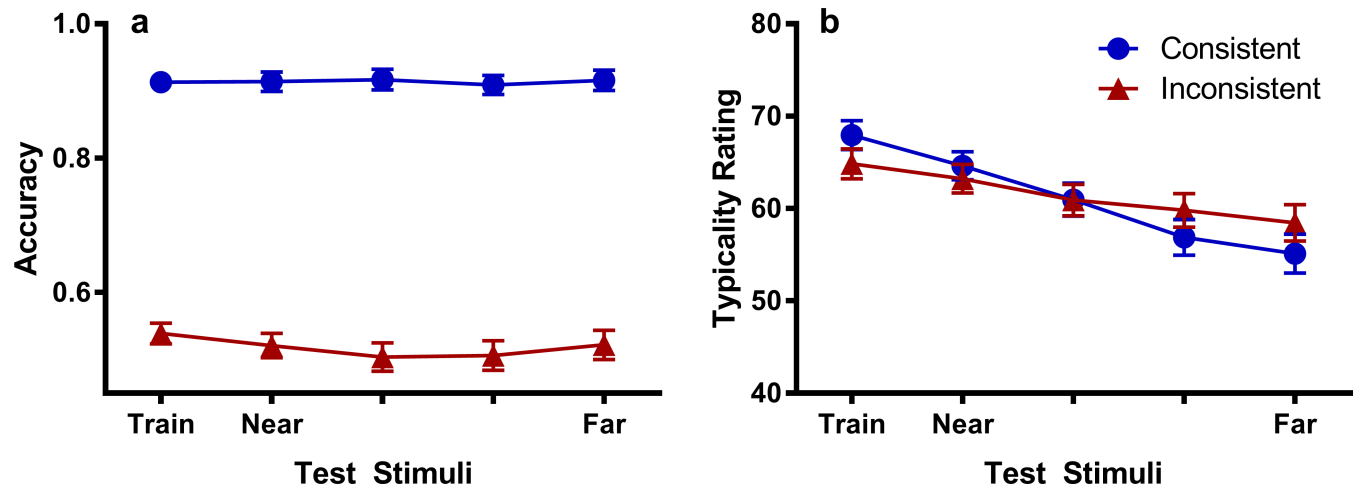 a
1.0
0.8
0.6
Accuracy
Train Near Far
Test Stimuli
b
80
70
60
50
40
Typicality Rating
Consistent
Inconsistent
Train Near Far
Test Stimuli